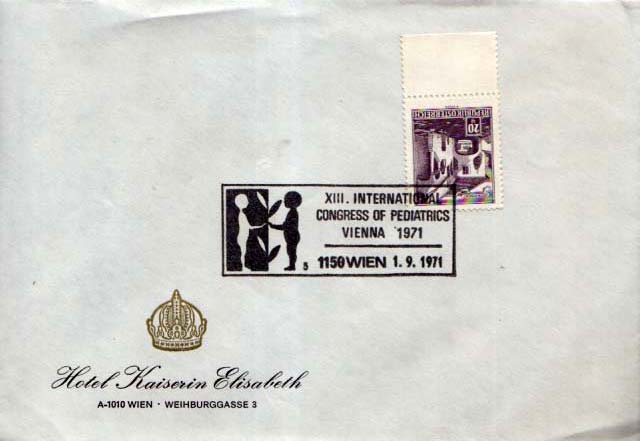 REPUBLIK ÖSTERREICH
20
XIII. INTERNATIONAL
CONGRESS OF PEDIATRICS
VIENNA 1971
5
1150 WIEN 1. 9. 1971
Hotel Kaiserin Elisabeth
A-1010 WIEN · WEIHBURGGASSE 3